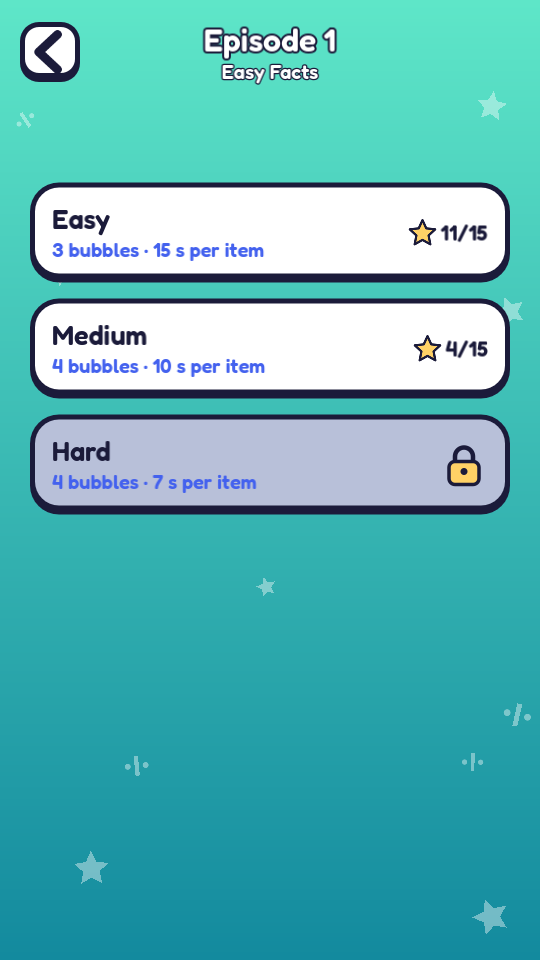 Episode 1
Easy Facts
Easy
3 bubbles · 15 s per item
11/15
Medium
4 bubbles · 10 s per item
4/15
Hard
4 bubbles · 7 s per item